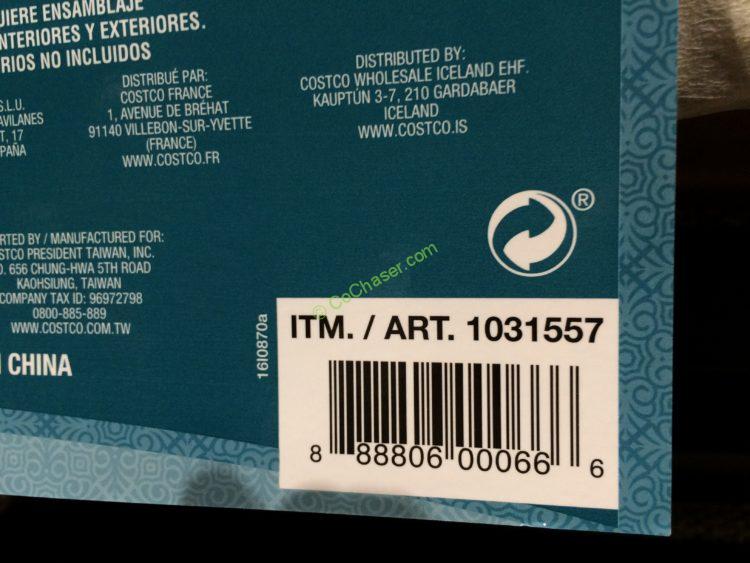 UIERE ENSAMBLAJE
NTERIORES Y EXTERIORES.
RIOS NO INCLUIDOS
S.L.U.
AVILANES
T, 17
PAÑA
DISTRIBUÉ PAR:
COSTCO FRANCE
1, AVENUE DE BRÉHAT
91140 VILLEBON-SUR-YVETTE
(FRANCE)
WWW.COSTCO.FR
DISTRIBUTED BY:
COSTCO WHOLESALE ICELAND EHF.
KAUPTÚN 3-7, 210 GARDABAER
ICELAND
WWW.COSTCO.IS
®
RTED BY / MANUFACTURED FOR:
STCO PRESIDENT TAIWAN, INC.
O. 656 CHUNG-HWA 5TH ROAD
KAOHSIUNG, TAIWAN
COMPANY TAX ID: 96972798
0800-885-889
WWW.COSTCO.COM.TW
CHINA
16I0870a
© CoChaser.com
ITM. / ART. 1031557
8 88806 00066 6